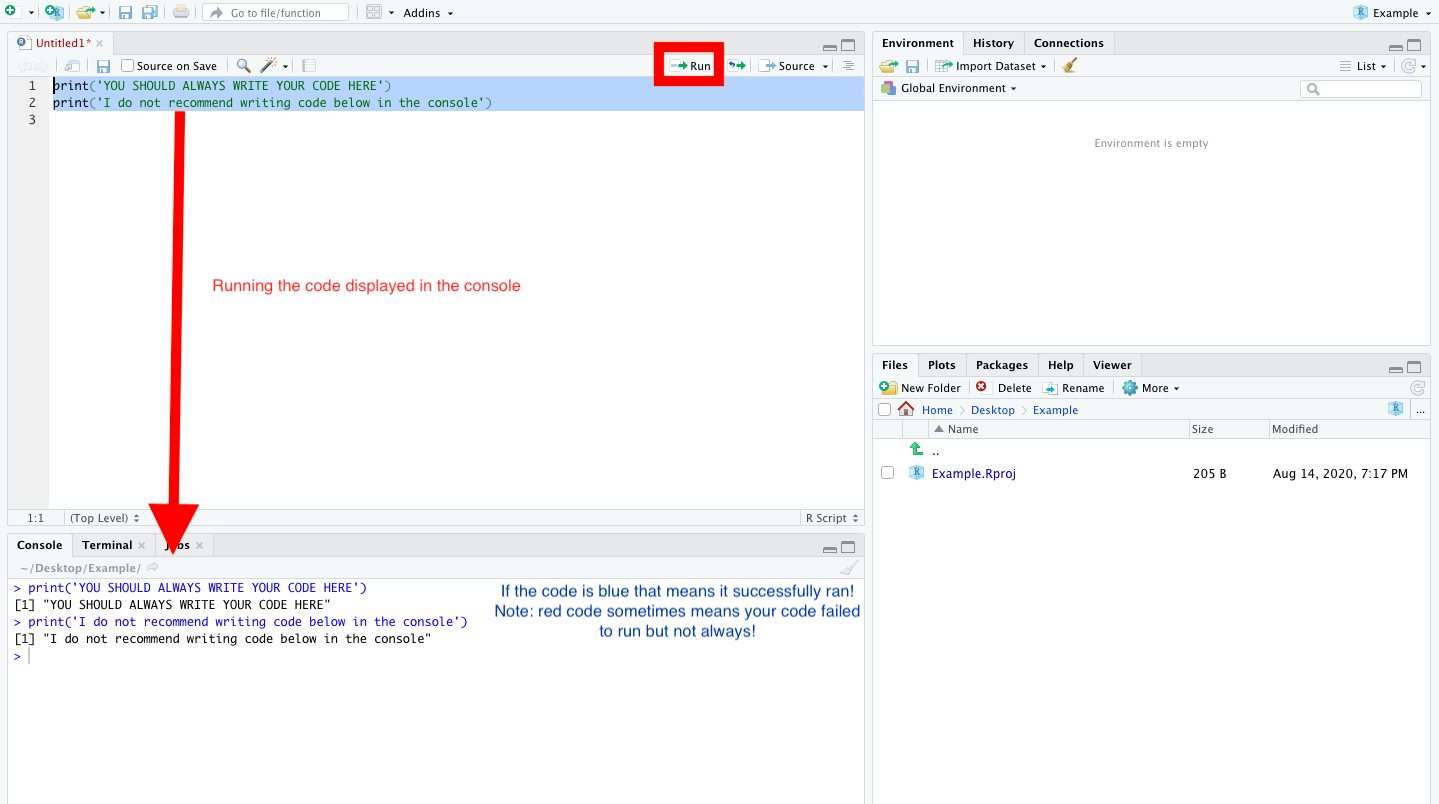 Go to file/function
Addins
Example
Untitled1*
Source on Save
Run
Source
1 print('YOU SHOULD ALWAYS WRITE YOUR CODE HERE')
2 print('I do not recommend writing code below in the console')
3
Running the code displayed in the console
1:1 (Top Level) R Script
Console Terminal Jobs
~/Desktop/Example/
> print('YOU SHOULD ALWAYS WRITE YOUR CODE HERE')
[1] "YOU SHOULD ALWAYS WRITE YOUR CODE HERE"
> print('I do not recommend writing code below in the console')
[1] "I do not recommend writing code below in the console"
>
If the code is blue that means it successfully ran!
Note: red code sometimes means your code failed
to run but not always!
Environment History Connections
Import Dataset List
Global Environment
Environment is empty
Files Plots Packages Help Viewer
New Folder Delete Rename More
Home Desktop Example ...
Name Size Modified
..
Example.Rproj 205 B Aug 14, 2020, 7:17 PM